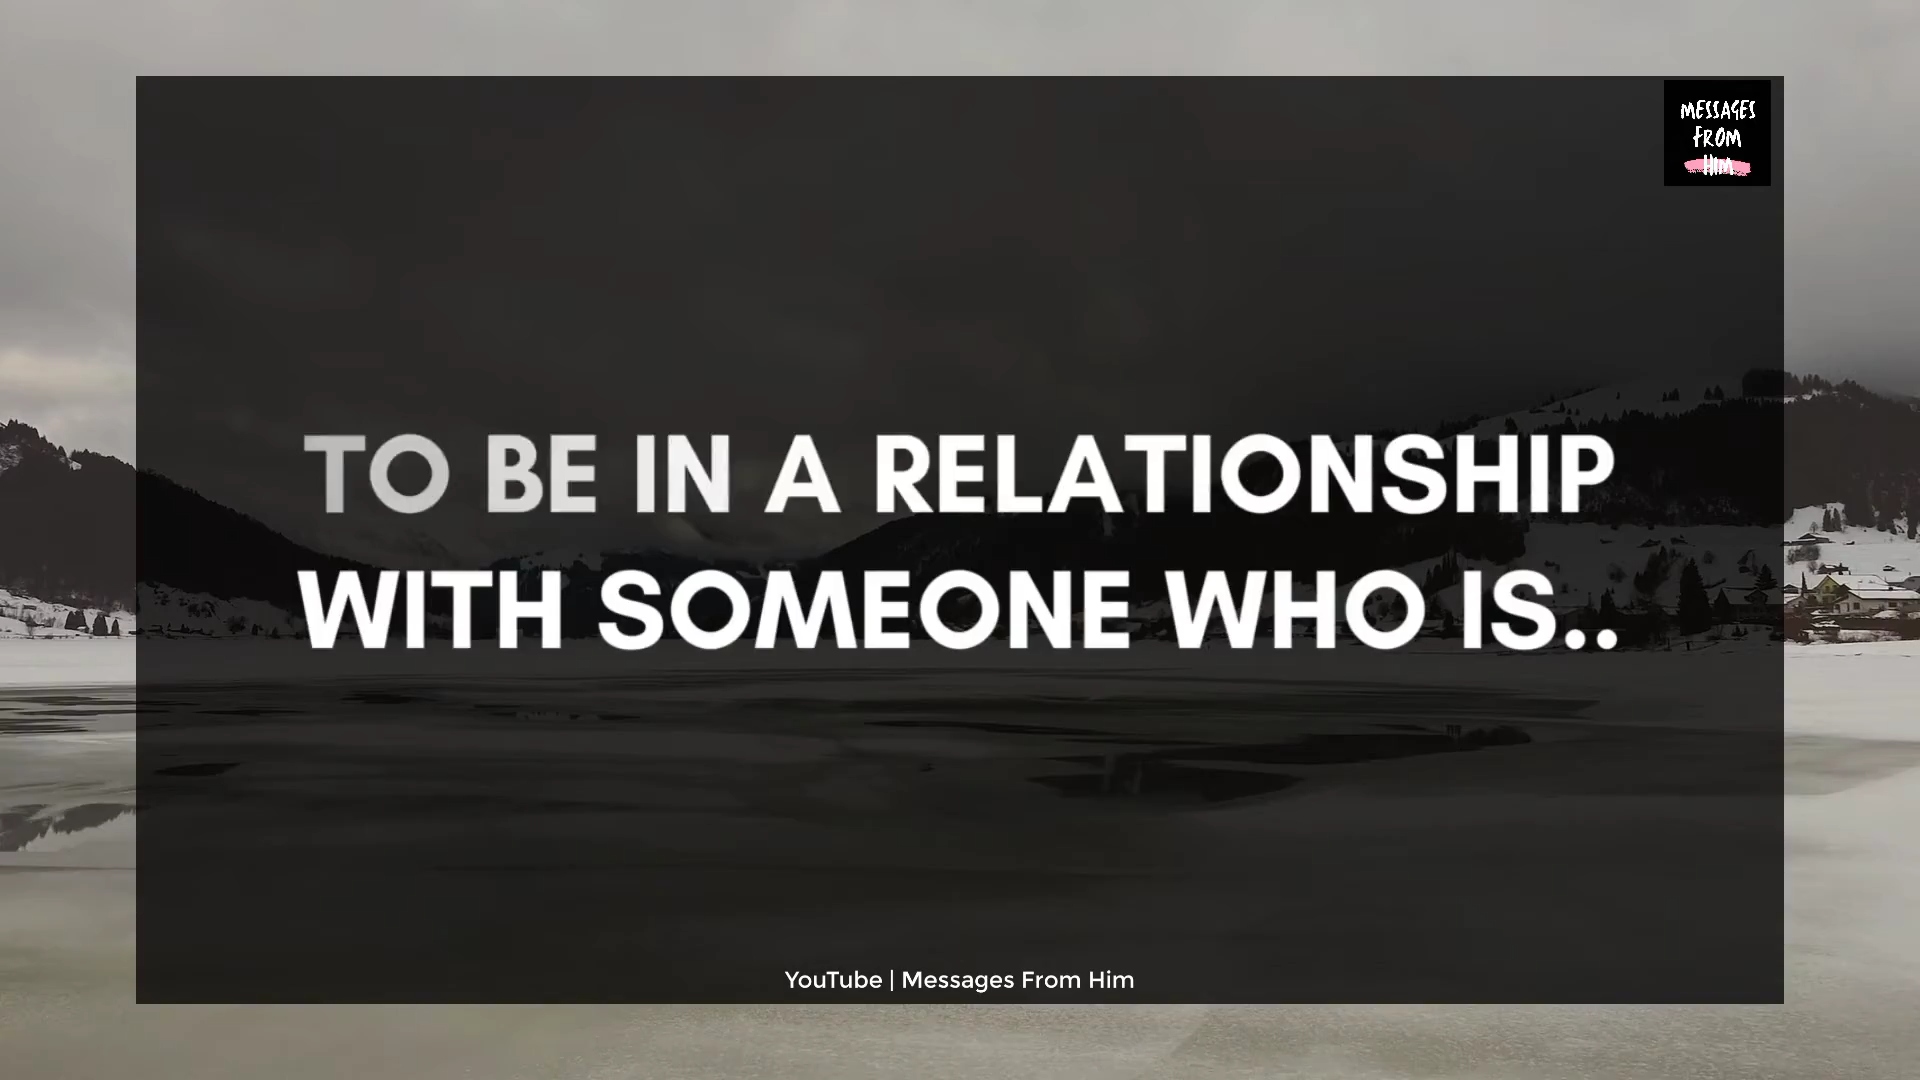 MESSAGES
FROM
HIM
TO BE IN A RELATIONSHIP
WITH SOMEONE WHO IS..
YouTube | Messages From Him